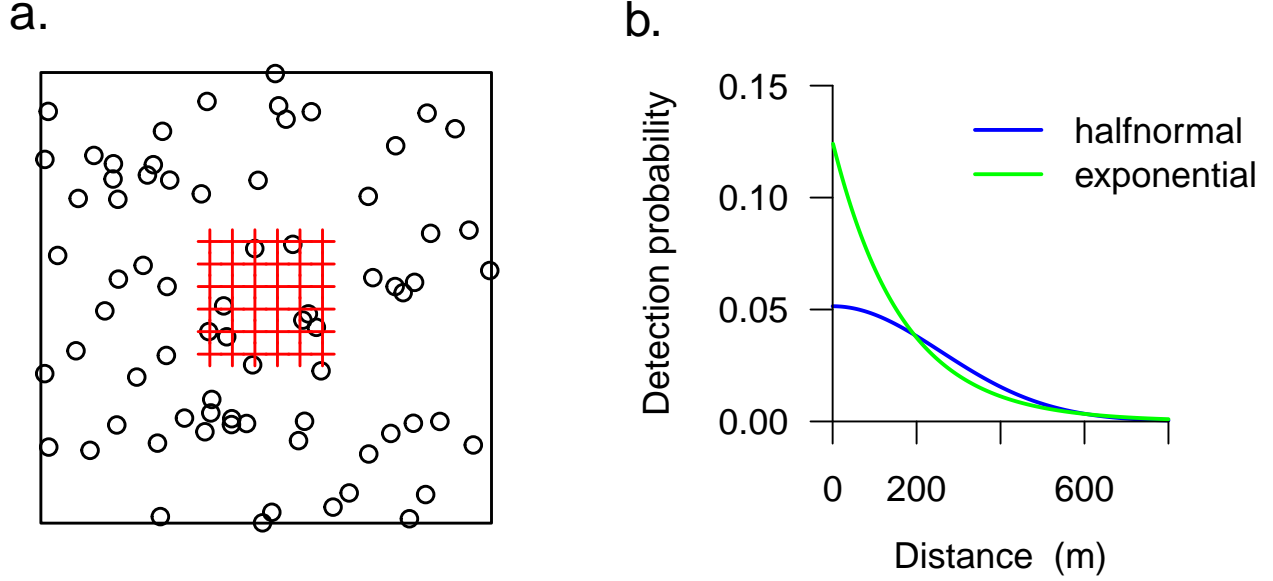 a.
b.
Detection probability
0.15
0.10
0.05
0.00
halfnormal
exponential
0
200
600
Distance (m)